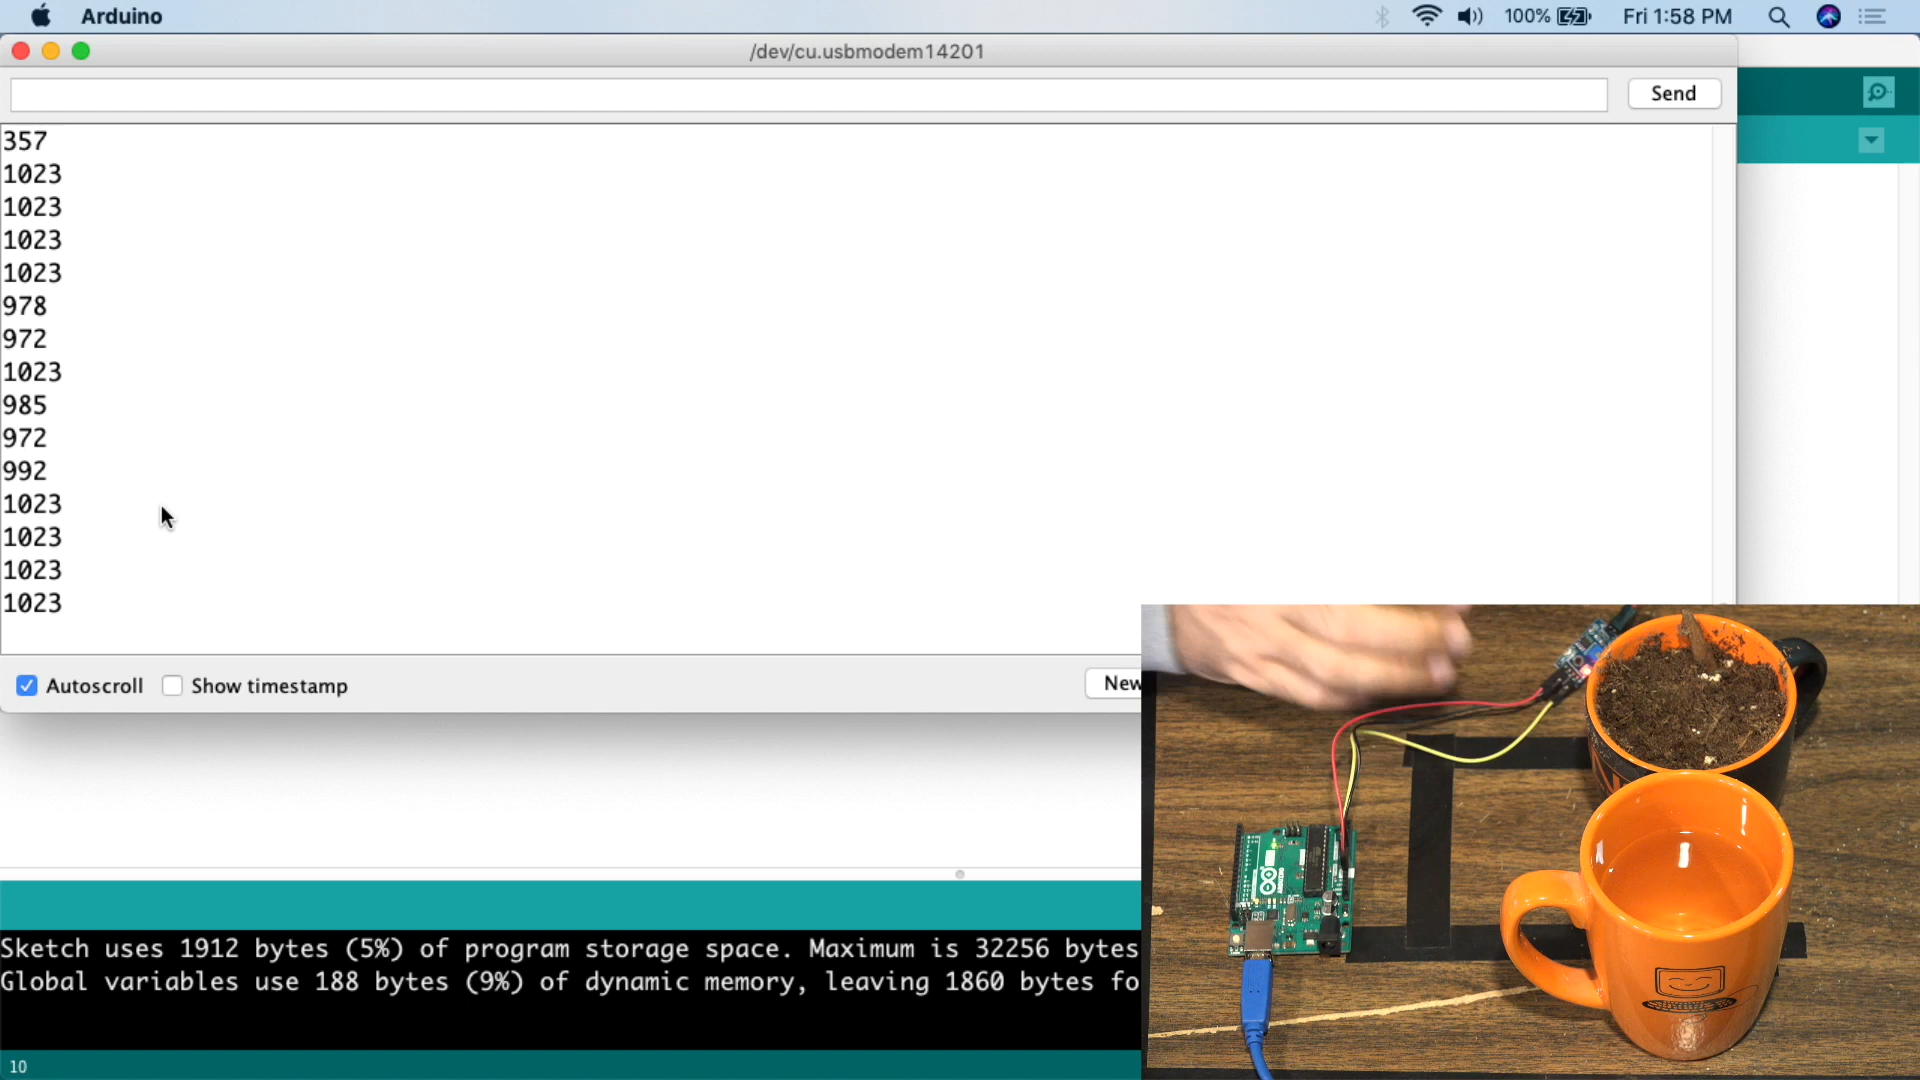 Arduino
100%
Fri 1:58 PM
/dev/cu.usbmodem14201
Send
357
1023
1023
1023
1023
978
972
1023
985
972
992
1023
1023
1023
1023
Autoscroll
Show timestamp
New
Sketch uses 1912 bytes (5%) of program storage space. Maximum is 32256 bytes
Global variables use 188 bytes (9%) of dynamic memory, leaving 1860 bytes fo
10